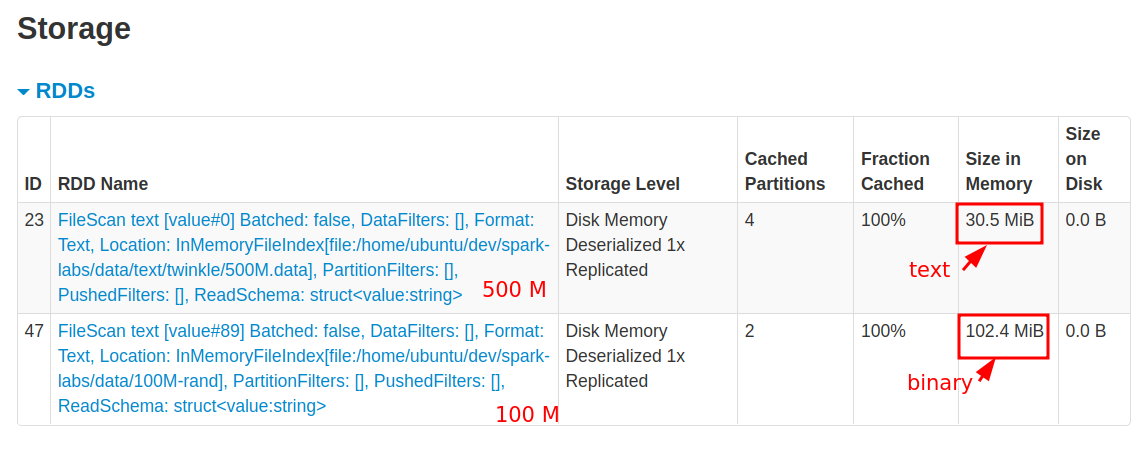 Storage
RDDs
ID
RDD Name
Storage Level
Cached
Partitions
Fraction
Cached
Size in
Memory
Size
on
Disk
23
FileScan text [value#0] Batched: false, DataFilters: [], Format:
Text, Location: InMemoryFileIndex[file:/home/ubuntu/dev/spark-
labs/data/text/twinkle/500M.data], PartitionFilters: [],
PushedFilters: [], ReadSchema: struct<value:string>
500 M
Disk Memory
Deserialized 1x
Replicated
4
100%
30.5 MiB
text
0.0 B
47
FileScan text [value#89] Batched: false, DataFilters: [], Format:
Text, Location: InMemoryFileIndex[file:/home/ubuntu/dev/spark-
labs/data/100M-rand], PartitionFilters: [], PushedFilters: [],
ReadSchema: struct<value:string>
100 M
Disk Memory
Deserialized 1x
Replicated
2
100%
102.4 MiB
binary
0.0 B